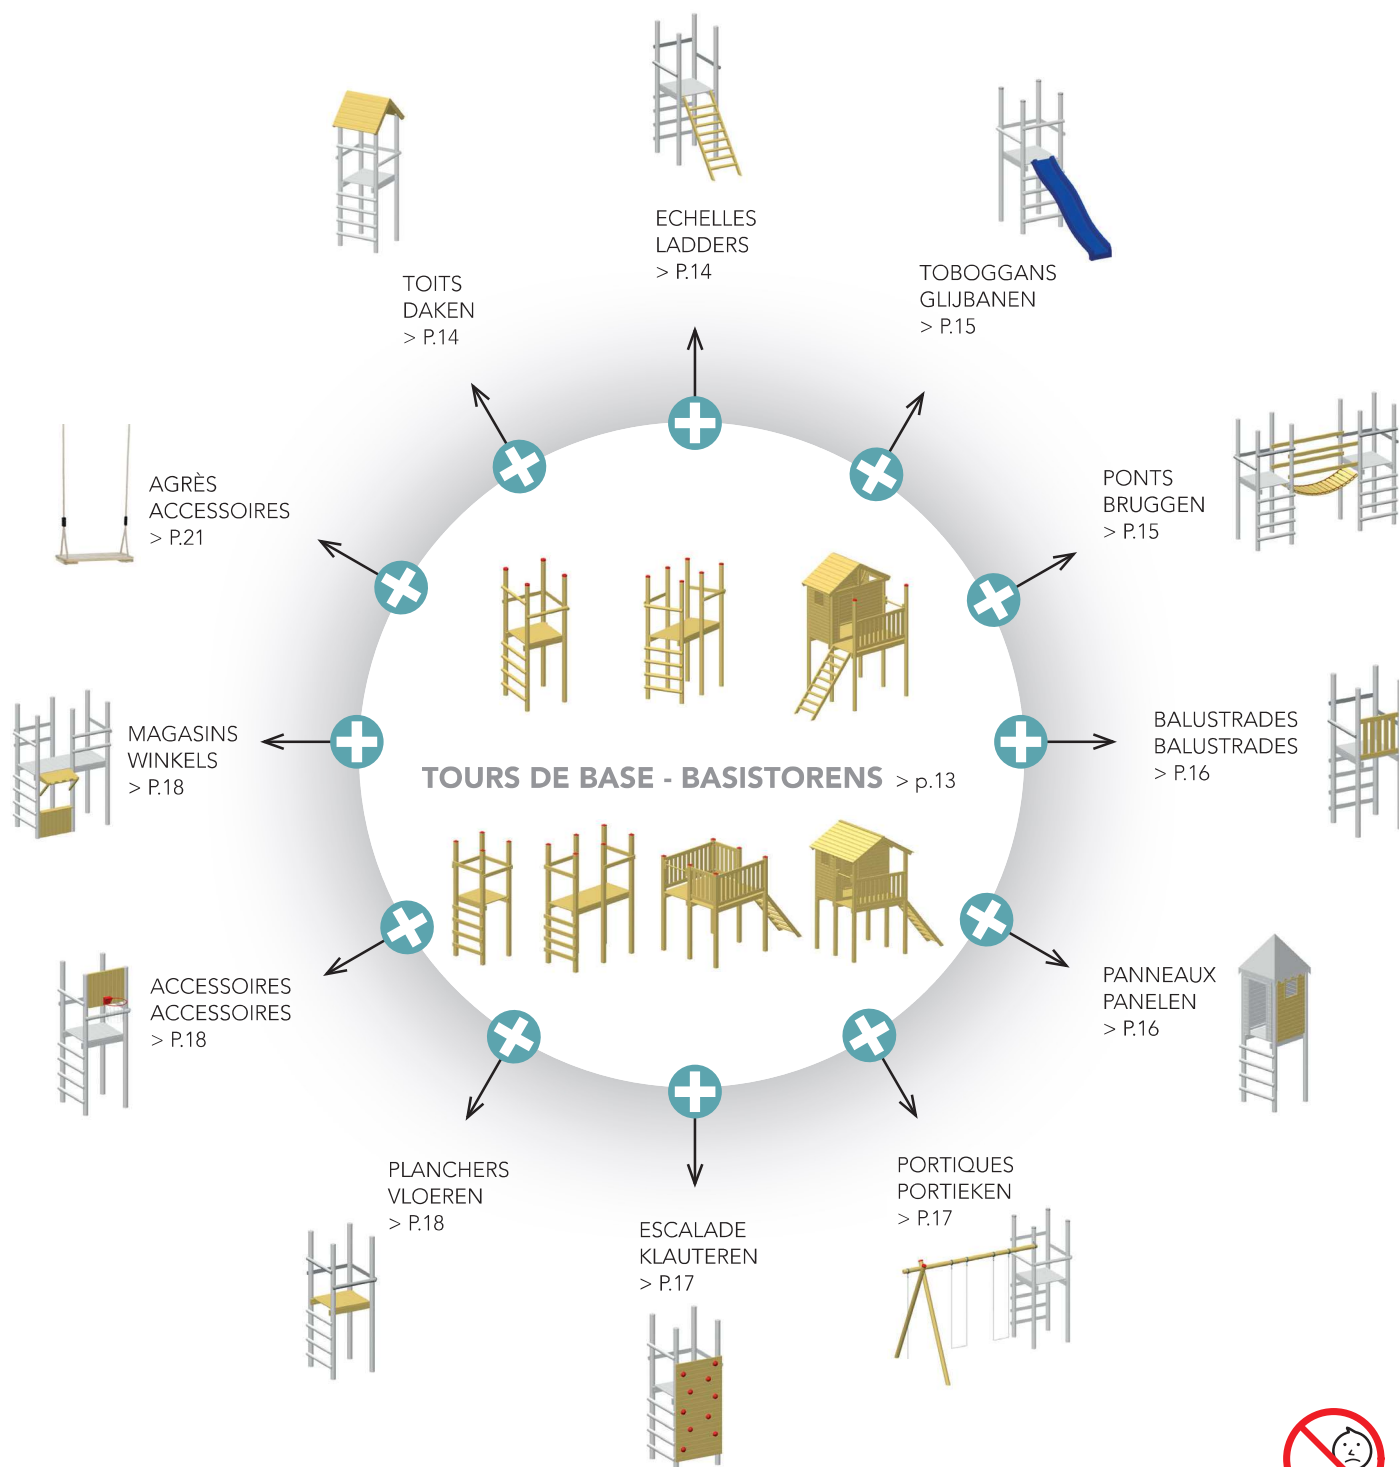 ECHELLES
LADDERS
> P.14
TOBOGGANS
GLIJBANEN
> P.15
TOITS
DAKEN
> P.14
PONTS
BRUGGEN
> P.15
AGRÈS
ACCESSOIRES
> P.21
BALUSTRADES
BALUSTRADES
> P.16
MAGASINS
WINKELS
> P.18
TOURS DE BASE - BASISTORENS > p.13
PANNEAUX
PANELEN
> P.16
ACCESSOIRES
ACCESSOIRES
> P.18
PORTIQUES
PORTIEKEN
> P.17
PLANCHERS
VLOEREN
> P.18
ESCALADE
KLAUTEREN
> P.17